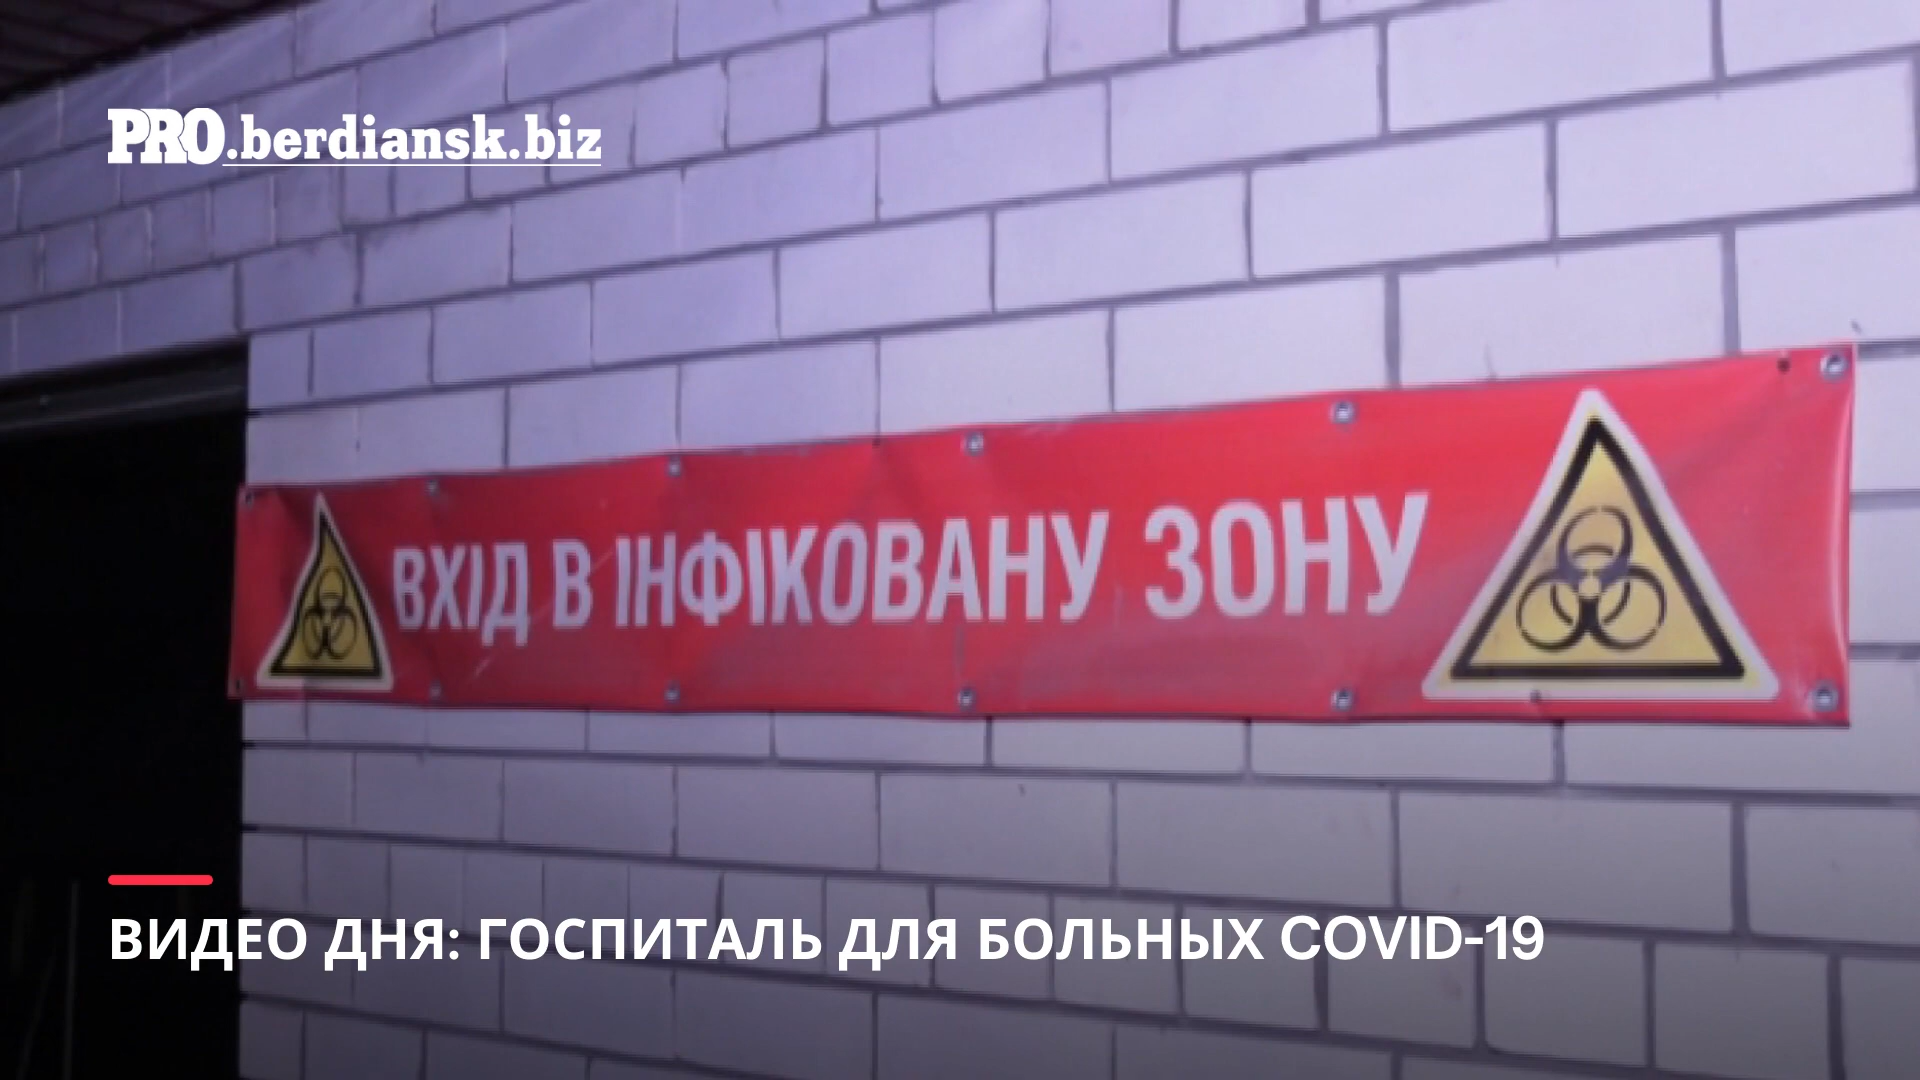 PRO.berdiansk.biz
ВХІД В ІНФІКОВАНУ ЗОНУ
ВИДЕО ДНЯ: ГОСПИТАЛЬ ДЛЯ БОЛЬНЫХ COVID-19